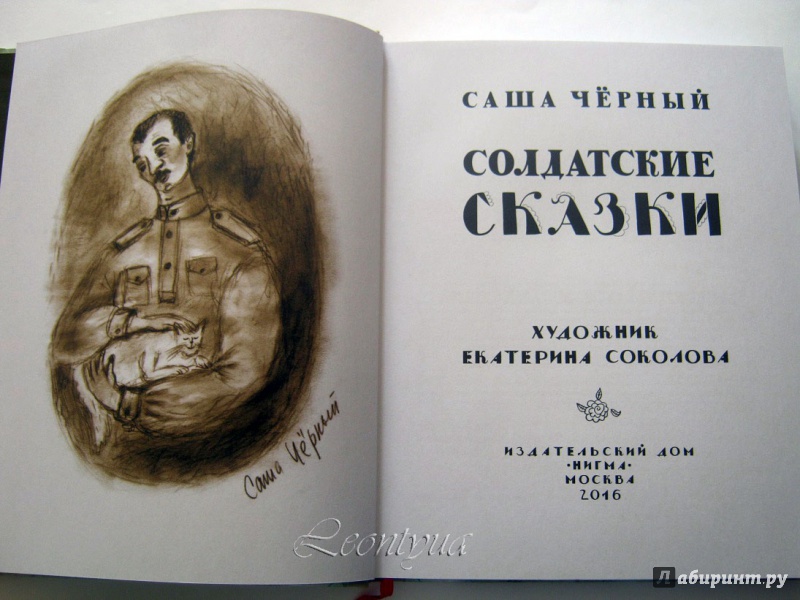 Саша Чёрный
САША ЧЁРНЫЙ
СОЛДАТСКИЕ
СКАЗКИ
ХУДОЖНИК
ЕКАТЕРИНА СОКОЛОВА
ИЗДАТЕЛЬСКИЙ ДОМ
·НИГМА·
МОСКВА
2016
Leontyua
Лабиринт.ру